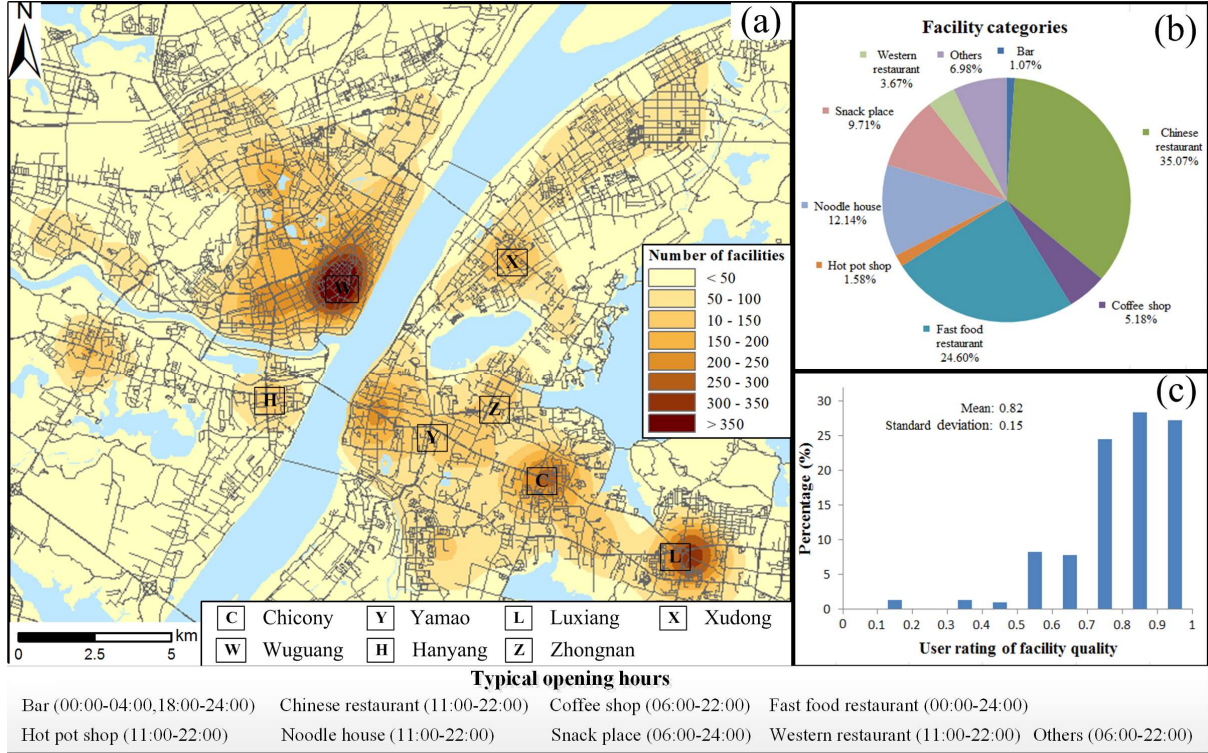 N
(a)
W
X
H
Z
Y
C
L
Number of facilities
< 50
50 - 100
10 - 150
150 - 200
200 - 250
250 - 300
300 - 350
> 350
C Chicony Y Yamao L Luxiang X Xudong
W Wuguang H Hanyang Z Zhongnan
km
0 2.5 5
(b)
Facility categories
Bar
1.07%
Others
6.98%
Western
restaurant
3.67%
Snack place
9.71%
Chinese
restaurant
35.07%
Noodle house
12.14%
Hot pot shop
1.58%
Coffee shop
5.18%
Fast food
restaurant
24.60%
(c)
Mean: 0.82
Standard deviation: 0.15
Percentage (%)
30
25
20
15
10
5
0
0 0.1 0.2 0.3 0.4 0.5 0.6 0.7 0.8 0.9 1
User rating of facility quality
Typical opening hours
Bar (00:00-04:00,18:00-24:00) Chinese restaurant (11:00-22:00) Coffee shop (06:00-22:00) Fast food restaurant (00:00-24:00)
Hot pot shop (11:00-22:00) Noodle house (11:00-22:00) Snack place (06:00-24:00) Western restaurant (11:00-22:00) Others (06:00-22:00)